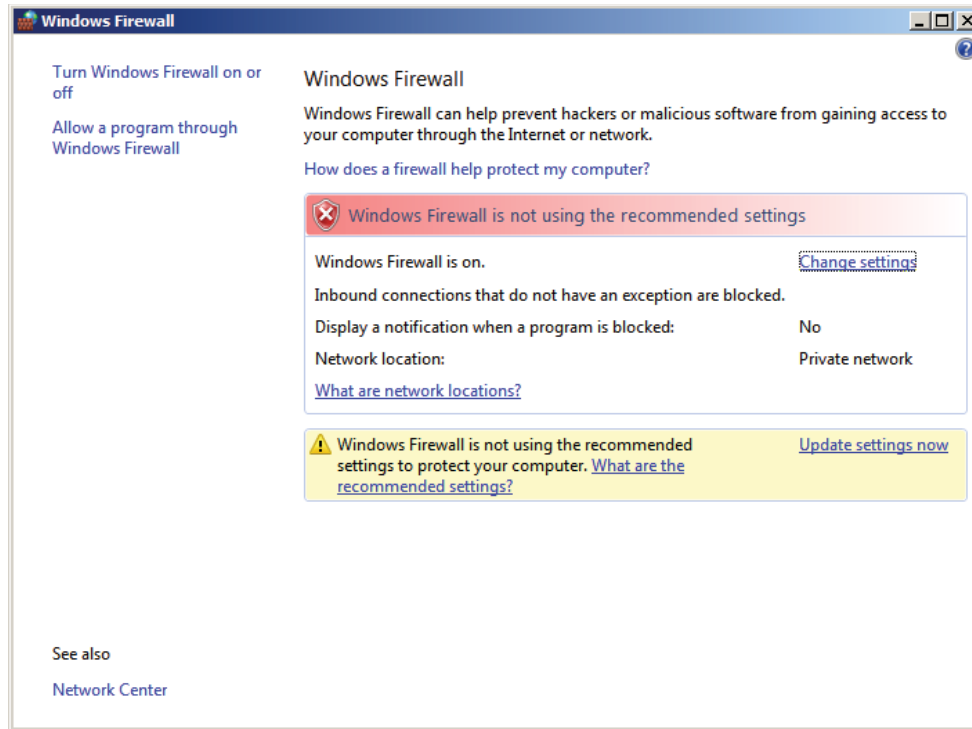 Windows Firewall
Turn Windows Firewall on or
off
Allow a program through
Windows Firewall
Windows Firewall
Windows Firewall can help prevent hackers or malicious software from gaining access to
your computer through the Internet or network.
How does a firewall help protect my computer?
Windows Firewall is not using the recommended settings
Windows Firewall is on.
Change settings
Inbound connections that do not have an exception are blocked.
Display a notification when a program is blocked:
No
Network location:
Private network
What are network locations?
Windows Firewall is not using the recommended
settings to protect your computer. What are the
recommended settings?
Update settings now
See also
Network Center